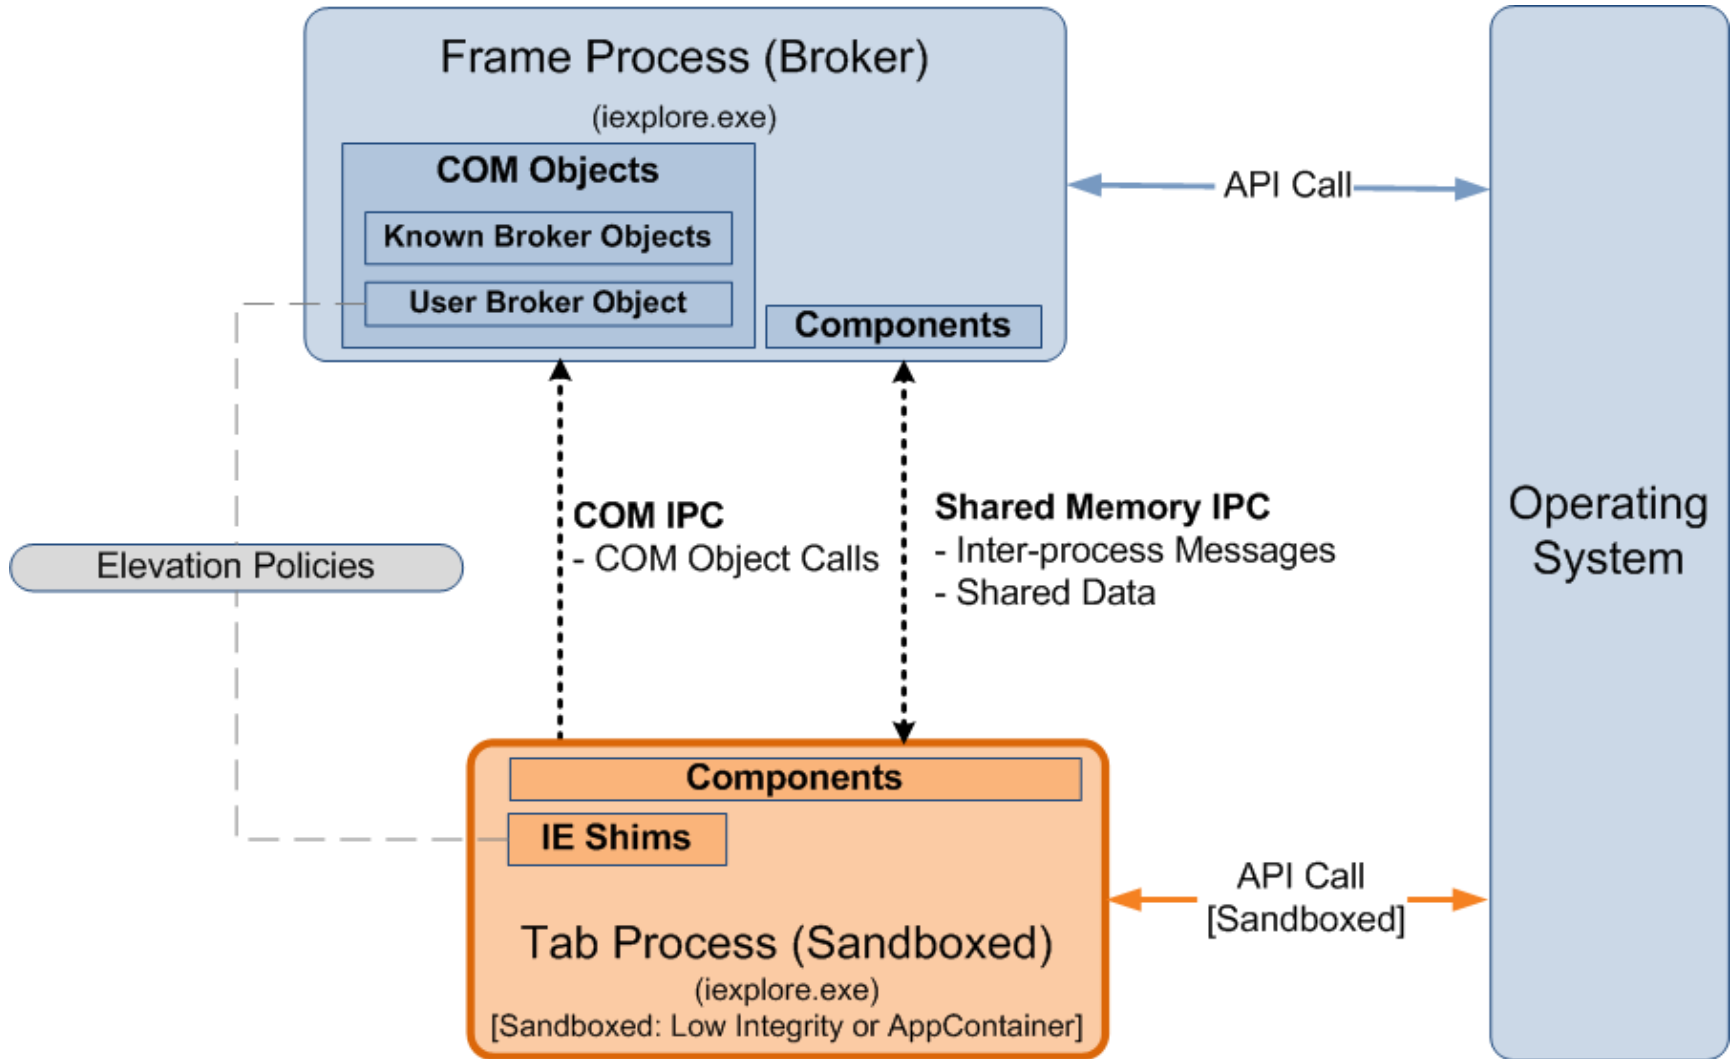 Frame Process (Broker)
(iexplore.exe)
COM Objects
Known Broker Objects
User Broker Object
Components
API Call
Operating
System
COM IPC
- COM Object Calls
Shared Memory IPC
- Inter-process Messages
- Shared Data
Elevation Policies
Components
IE Shims
Tab Process (Sandboxed)
(iexplore.exe)
[Sandboxed: Low Integrity or AppContainer]
API Call
[Sandboxed]